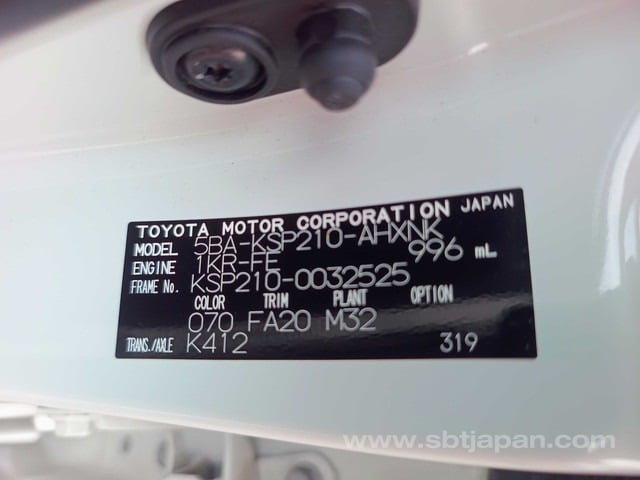 TOYOTA MOTOR CORPORATION JAPAN
MODEL 5BA-KSP210-AHXNK
ENGINE 1KR-FE 996 mL
FRAME No. KSP210-0032525
COLOR TRIM PLANT OPTION
070 FA20 M32
TRANS./AXLE K412 319
www.sbtjapan.com